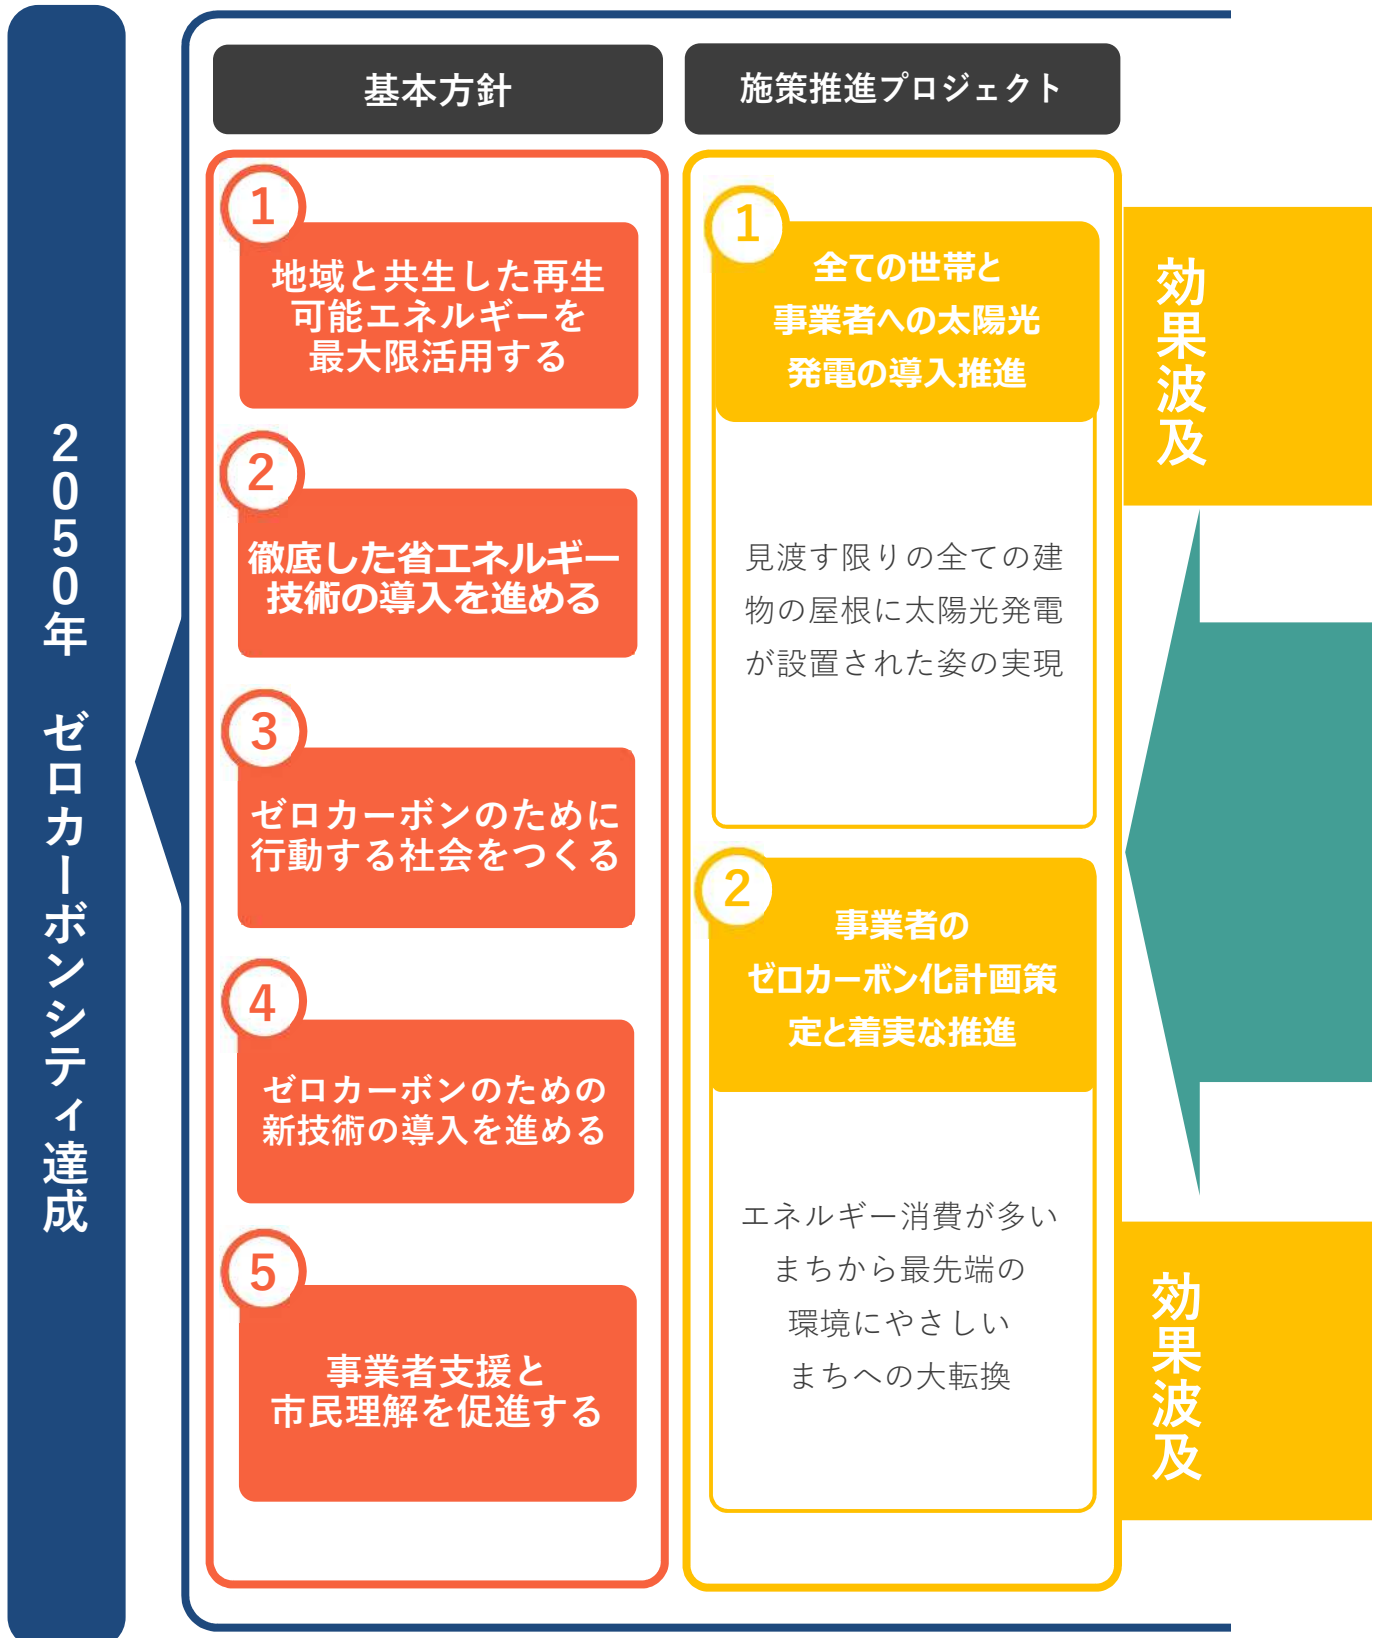 2050年 ゼロカーボンシティ達成
基本方針
1
地域と共生した再生
可能エネルギーを
最大限活用する
2
徹底した省エネルギー
技術の導入を進める
3
ゼロカーボンのために
行動する社会をつくる
4
ゼロカーボンのための
新技術の導入を進める
5
事業者支援と
市民理解を促進する
施策推進プロジェクト
1
全ての世帯と
事業者への太陽光
発電の導入推進
見渡す限りの全ての建
物の屋根に太陽光発電
が設置された姿の実現
2
事業者の
ゼロカーボン化計画策
定と着実な推進
エネルギー消費が多い
まちから最先端の
環境にやさしい
まちへの大転換
効果波及
効果波及